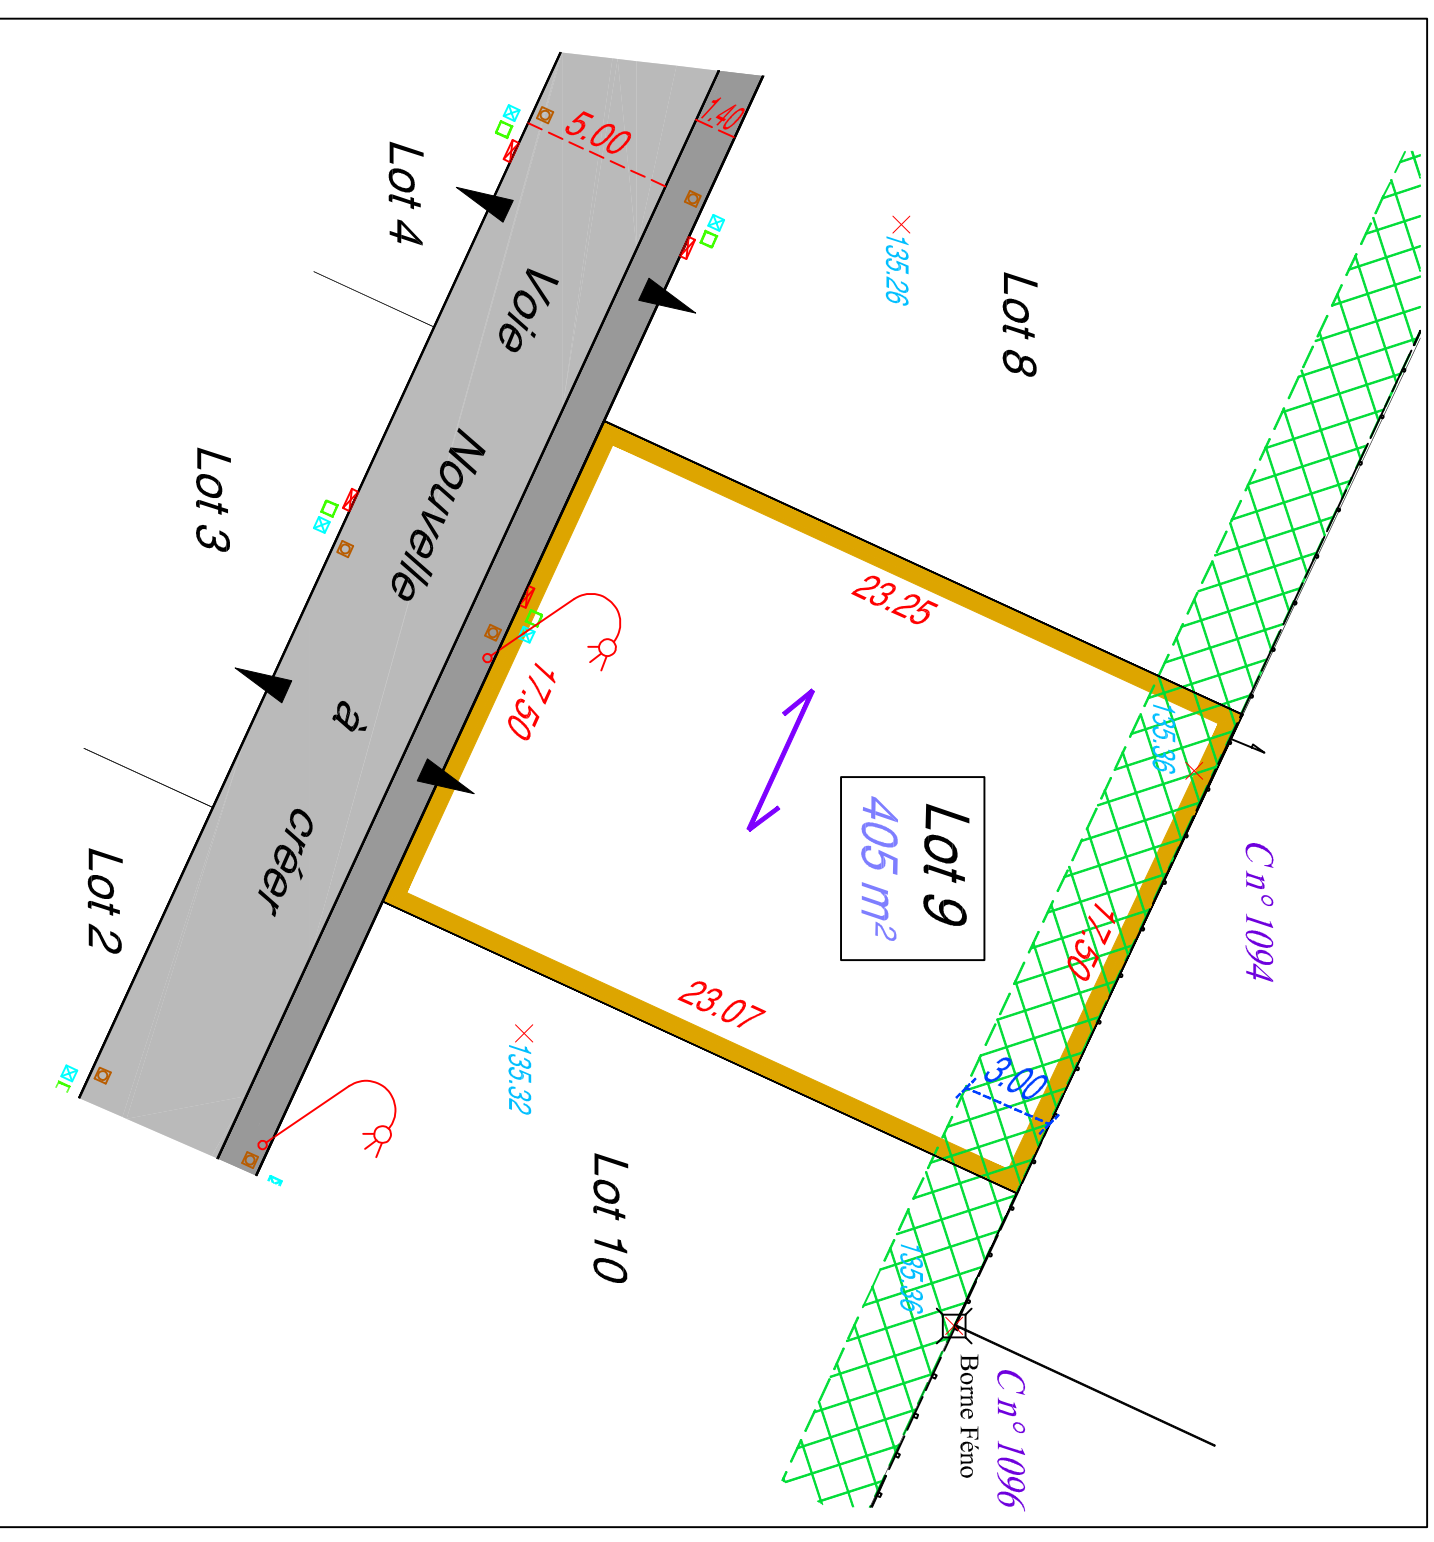 1.40
5.00
Lot 4
135.26
Lot 8
Voie Nouvelle à créer
Lot 3
23.25
17.50
135.36
Lot 9
405 m²
C n° 1094
Lot 2
17.50
23.07
3.00
135.32
Lot 10
135.36
Borne Féno
C n° 1096